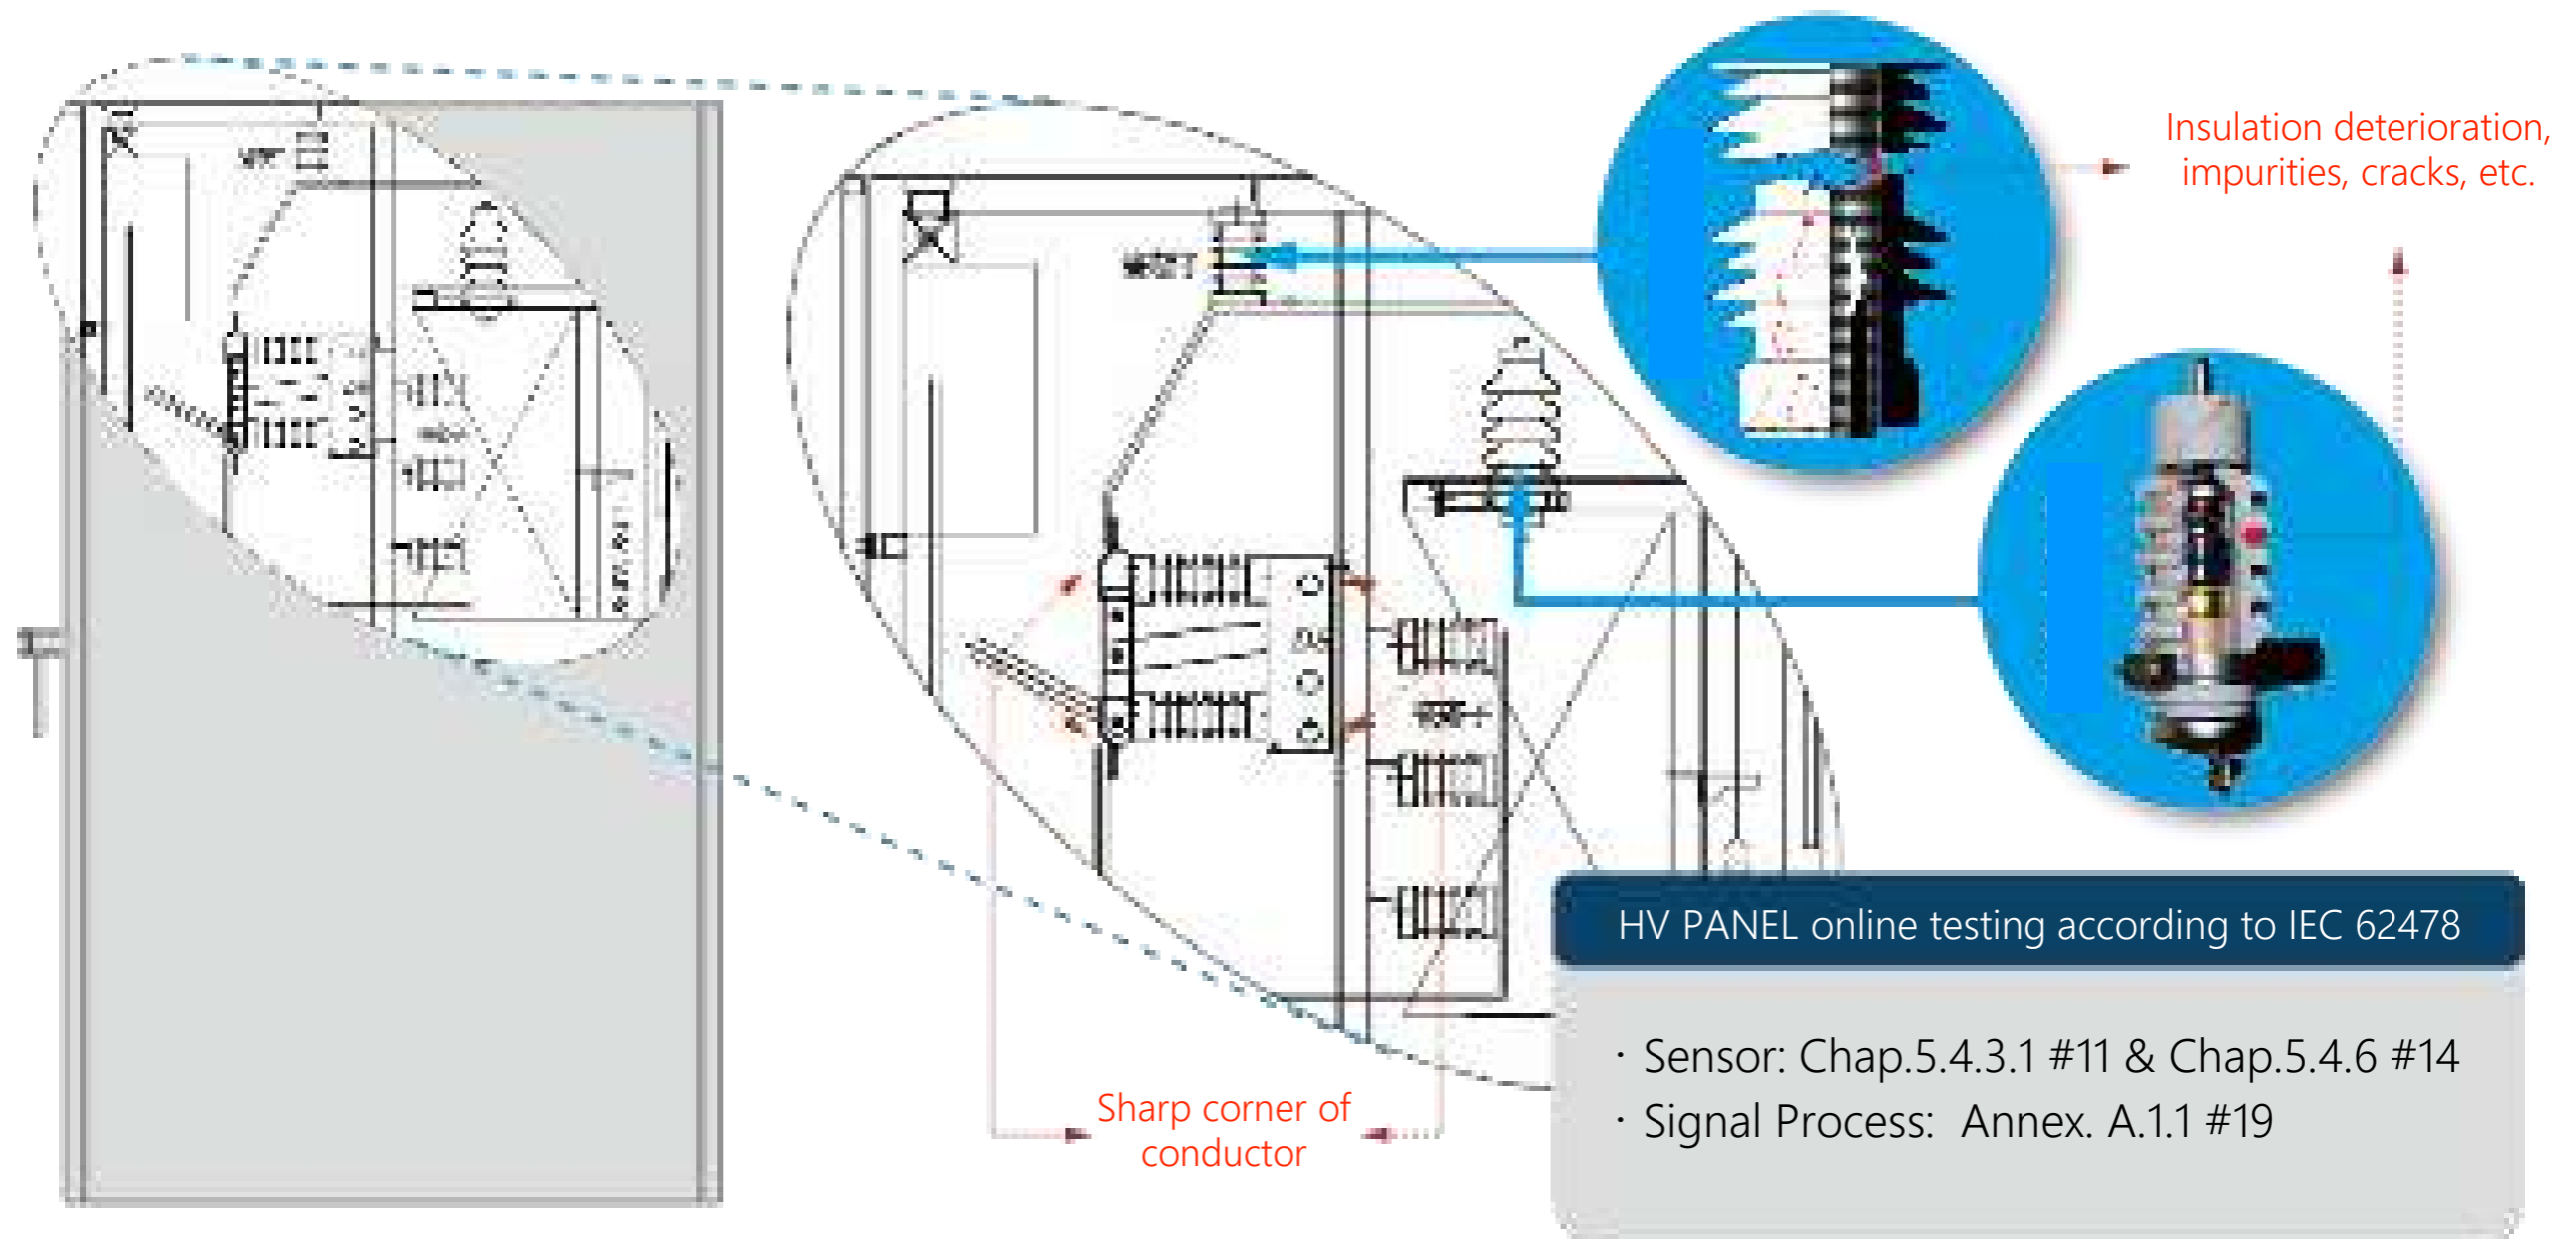 Insulation deterioration,
impurities, cracks, etc.
HV PANEL online testing according to IEC 62478
· Sensor: Chap.5.4.3.1 #11 & Chap.5.4.6 #14
· Signal Process: Annex. A.1.1 #19
Sharp corner of
conductor